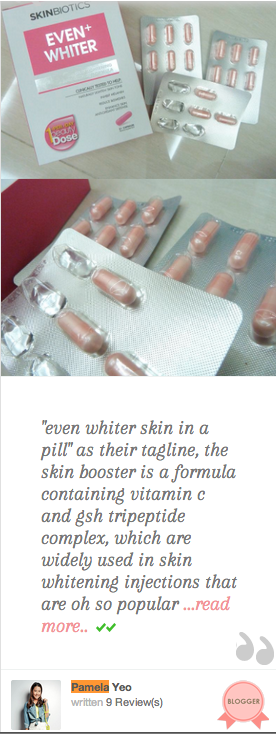 SKINBIOTICS
EVEN+
WHITER
Beauty
Dose
"even whiter skin in a
pill" as their tagline, the
skin booster is a formula
containing vitamin c
and gsh tripeptide
complex, which are
widely used in skin
whitening injections that
are oh so popular ...read
more..
Pamela Yeo
written 9 Review(s)
BLOGGER